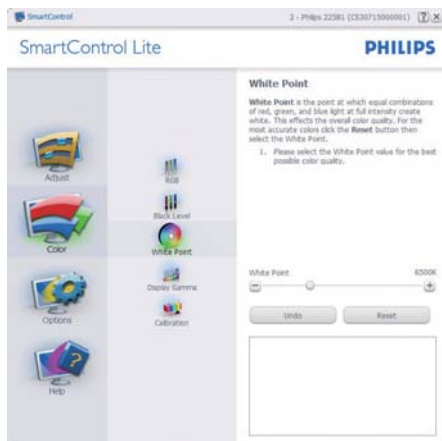 SmartControl
2 - Philips 225B1 (CS30715000001)
SmartControl Lite
PHILIPS
Adjust
Color
Options
Help
RGB
Black Level
White Point
Display Gamma
Calibration
White Point
White Point is the point at which equal combinations
of red, green, and blue light at full intensity create
white. This effects the overall color quality. For the
most accurate colors click the Reset button then
select the White Point.
1. Please select the White Point value for the best
possible color quality.
White Point 6500K
Undo Reset